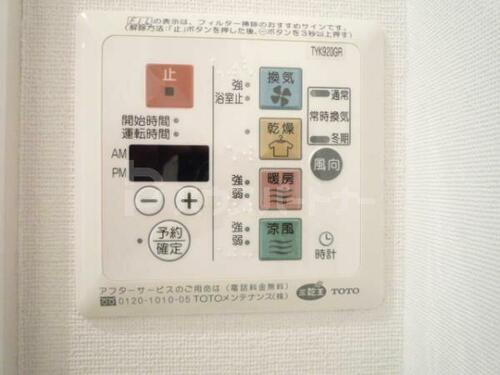 FILの表示は、フィルター掃除のおすすめサインです。
(解除方法:「止」ボタンを押した後、⊖ボタンを3秒以上押す)
TYK920GR
止
強
浴室止
換気
通常
常時換気
冬期
開始時間
運転時間
乾燥
風向
AM
PM
強
弱
暖房
予約
確定
強
弱
涼風
時計
アフターサービスのご用命は(電話料金無料)
0120-1010-05 TOTOメンテナンス(株)
三乾王 TOTO